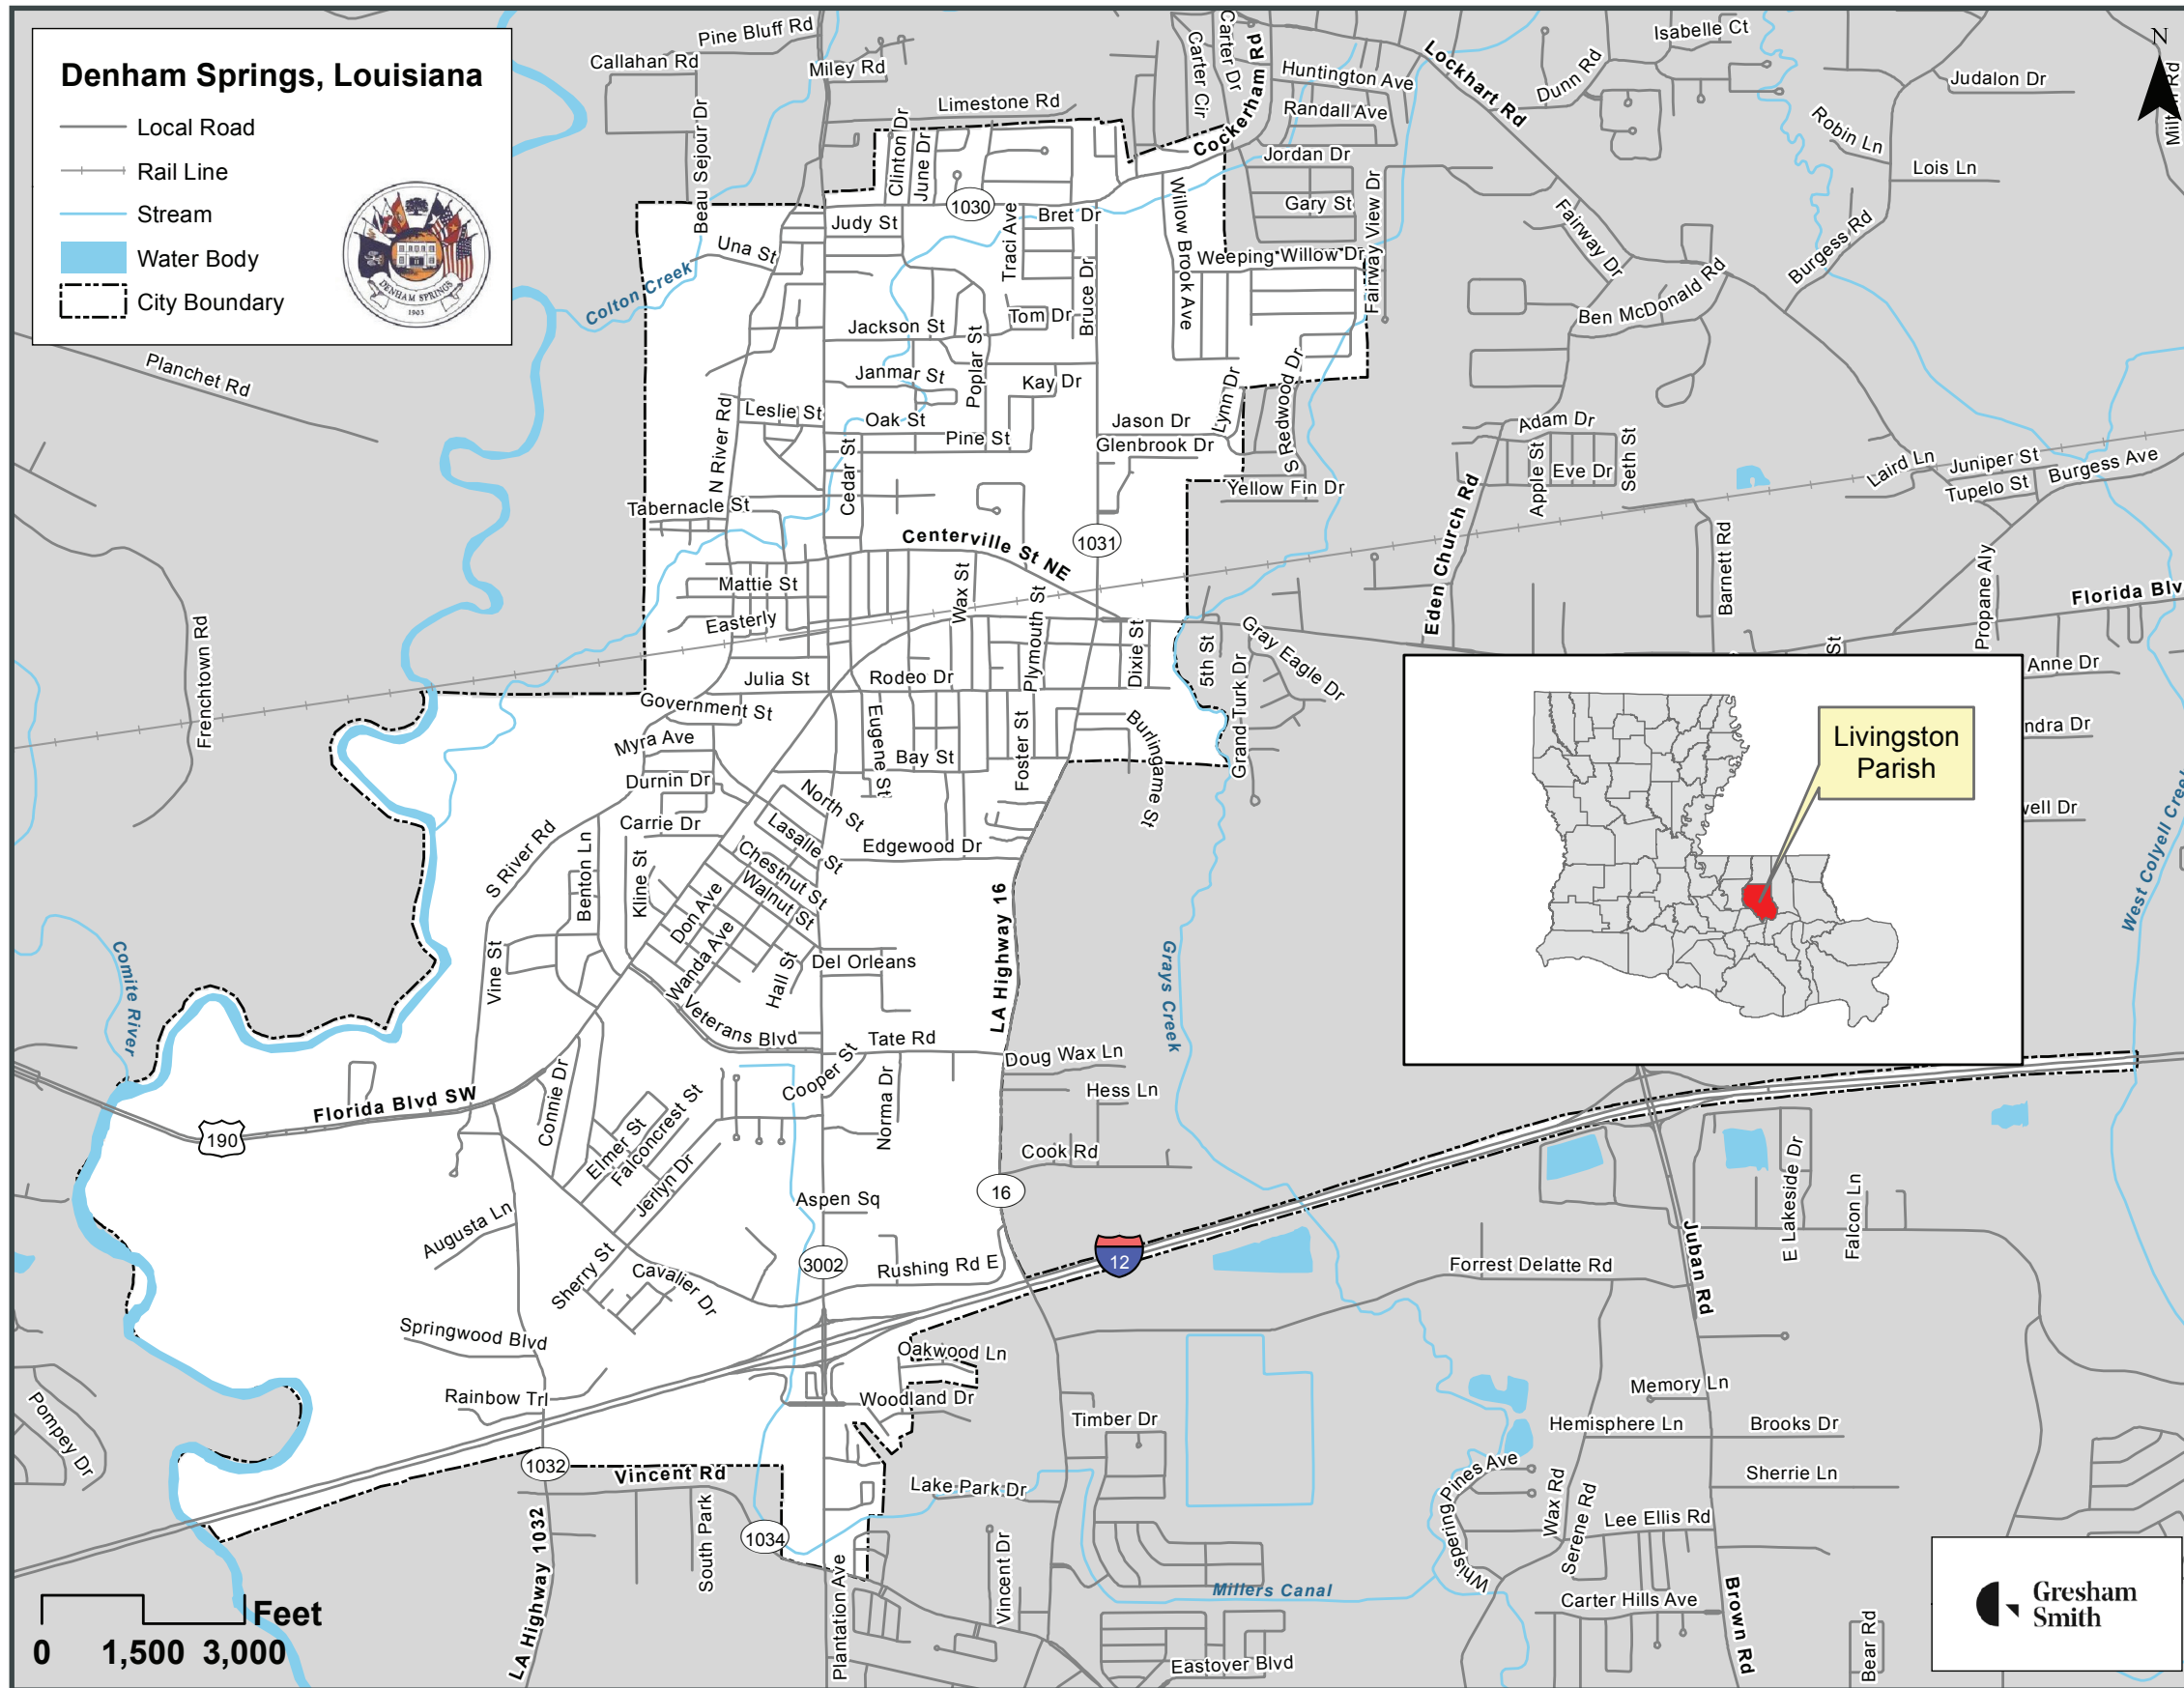 Denham Springs, Louisiana
Local Road
Rail Line
Stream
Water Body
City Boundary
DENHAM SPRINGS
1903
Pine Bluff Rd
Callahan Rd
Miley Rd
Beau Sejour Dr
Limestone Rd
Clinton Dr
June Dr
Carter Cir
Carter Dr
Cockerham Rd
Huntington Ave
Randall Ave
Jordan Dr
Gary St
Lockhart Rd
Dunn Rd
Isabelle Ct
Judalon Dr
Robin Ln
Lois Ln
N
1030
Judy St
Bret Dr
Traci Ave
Willow Brook Ave
Weeping Willow Dr
Fairway View Dr
Fairway Dr
Burgess Rd
Ben McDonald Rd
Una St
Colton Creek
Bruce Dr
Tom Dr
Jackson St
Poplar St
Janmar St
Kay Dr
Planchet Rd
N River Rd
Leslie St
Oak St
Pine St
Cedar St
Jason Dr
Glenbrook Dr
Lynn Dr
S Redwood Dr
Yellow Fin Dr
Adam Dr
Apple St
Eve Dr
Seth St
Laird Ln
Juniper St
Tupelo St
Burgess Ave
Tabernacle St
Centerville St NE
1031
Eden Church Rd
Barnett Rd
Propane Aly
Florida Blv
Mattie St
Easterly
Wax St
Plymouth St
Dixie St
5th St
Gray Eagle Dr
Grand Turk Dr
St
Anne Dr
ndra Dr
well Dr
Frenchtown Rd
Julia St
Rodeo Dr
Government St
Eugene St
Foster St
Burlingame St
Myra Ave
Bay St
Durnin Dr
North St
Carrie Dr
Lasalle St
Edgewood Dr
Livingston
Parish
S River Rd
Benton Ln
Kline St
Chestnut St
Walnut St
Don Ave
Wanda Ave
Hall St
Del Orleans
Vine St
Veterans Blvd
LA Highway 16
Grays Creek
West Colyell Creek
Comite River
Tate Rd
Cooper St
Doug Wax Ln
Hess Ln
Norma Dr
Cook Rd
Florida Blvd SW
190
Connie Dr
Elmer St
Falconcrest St
Jerlyn Dr
Aspen Sq
16
Augusta Ln
Sherry St
Cavalier Dr
3002
Rushing Rd E
12
Forrest Delatte Rd
Juban Rd
E Lakeside Dr
Falcon Ln
Springwood Blvd
Oakwood Ln
Rainbow Trl
Woodland Dr
Pompey Dr
Timber Dr
Memory Ln
Hemisphere Ln
Brooks Dr
1032
Vincent Rd
Lake Park Dr
Whispering Pines Ave
Wax Rd
Serene Rd
Sherrie Ln
Lee Ellis Rd
1034
South Park
LA Highway 1032
Plantation Ave
Vincent Dr
Millers Canal
Whispering
Carter Hills Ave
Brown Rd
Bear Rd
Eastover Blvd
Feet
0 1,500 3,000
Gresham
Smith